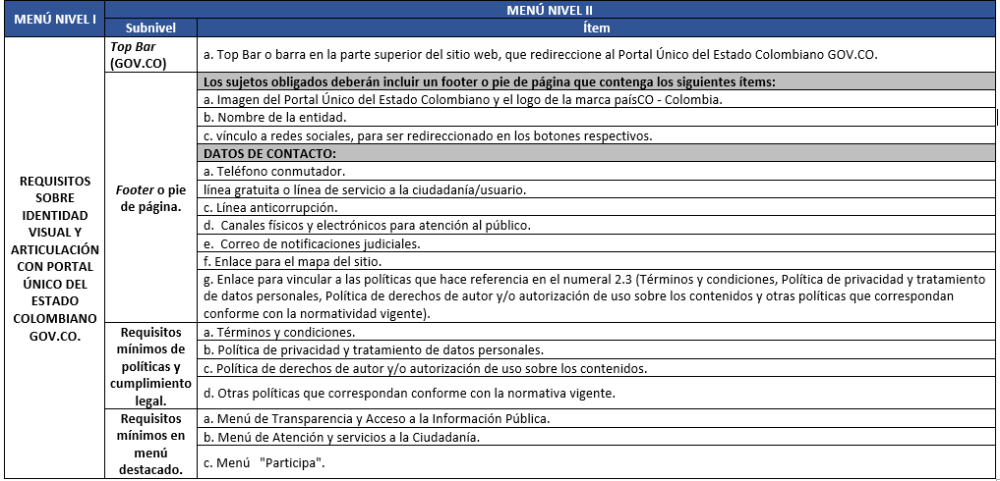 MENÚ NIVEL I
MENÚ NIVEL II
Subnivel
Ítem
REQUISITOS
SOBRE
IDENTIDAD
VISUAL Y
ARTICULACIÓN
CON PORTAL
ÚNICO DEL
ESTADO
COLOMBIANO
GOV.CO.
Top Bar
(GOV.CO)
a. Top Bar o barra en la parte superior del sitio web, que redireccione al Portal Único del Estado Colombiano GOV.CO.
Footer o pie
de página.
Los sujetos obligados deberán incluir un footer o pie de página que contenga los siguientes ítems:
a. Imagen del Portal Único del Estado Colombiano y el logo de la marca paísCO - Colombia.
b. Nombre de la entidad.
c. vínculo a redes sociales, para ser redireccionado en los botones respectivos.
DATOS DE CONTACTO:
a. Teléfono conmutador.
línea gratuita o línea de servicio a la ciudadanía/usuario.
c. Línea anticorrupción.
d. Canales físicos y electrónicos para atención al público.
e. Correo de notificaciones judiciales.
f. Enlace para el mapa del sitio.
g. Enlace para vincular a las políticas que hace referencia en el numeral 2.3 (Términos y condiciones, Política de privacidad y tratamiento
de datos personales, Política de derechos de autor y/o autorización de uso sobre los contenidos y otras políticas que correspondan
conforme con la normatividad vigente).
Requisitos
mínimos de
políticas y
cumplimiento
legal.
a. Términos y condiciones.
b. Política de privacidad y tratamiento de datos personales.
c. Política de derechos de autor y/o autorización de uso sobre los contenidos.
d. Otras políticas que correspondan conforme con la normativa vigente.
Requisitos
mínimos en
menú
destacado.
a. Menú de Transparencia y Acceso a la Información Pública.
b. Menú de Atención y servicios a la Ciudadanía.
c. Menú "Participa".